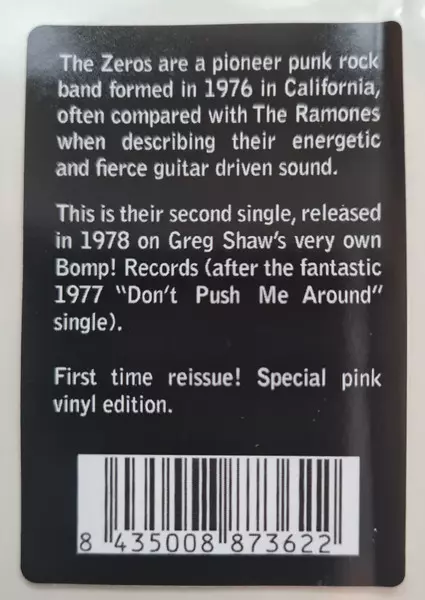 The Zeros are a pioneer punk rock
band formed in 1976 in California,
often compared with The Ramones
when describing their energetic
and fierce guitar driven sound.
This is their second single, released
in 1978 on Greg Shaw's very own
Bomp! Records (after the fantastic
1977 "Don't Push Me Around"
single).
First time reissue! Special pink
vinyl edition.
8 435008 873622